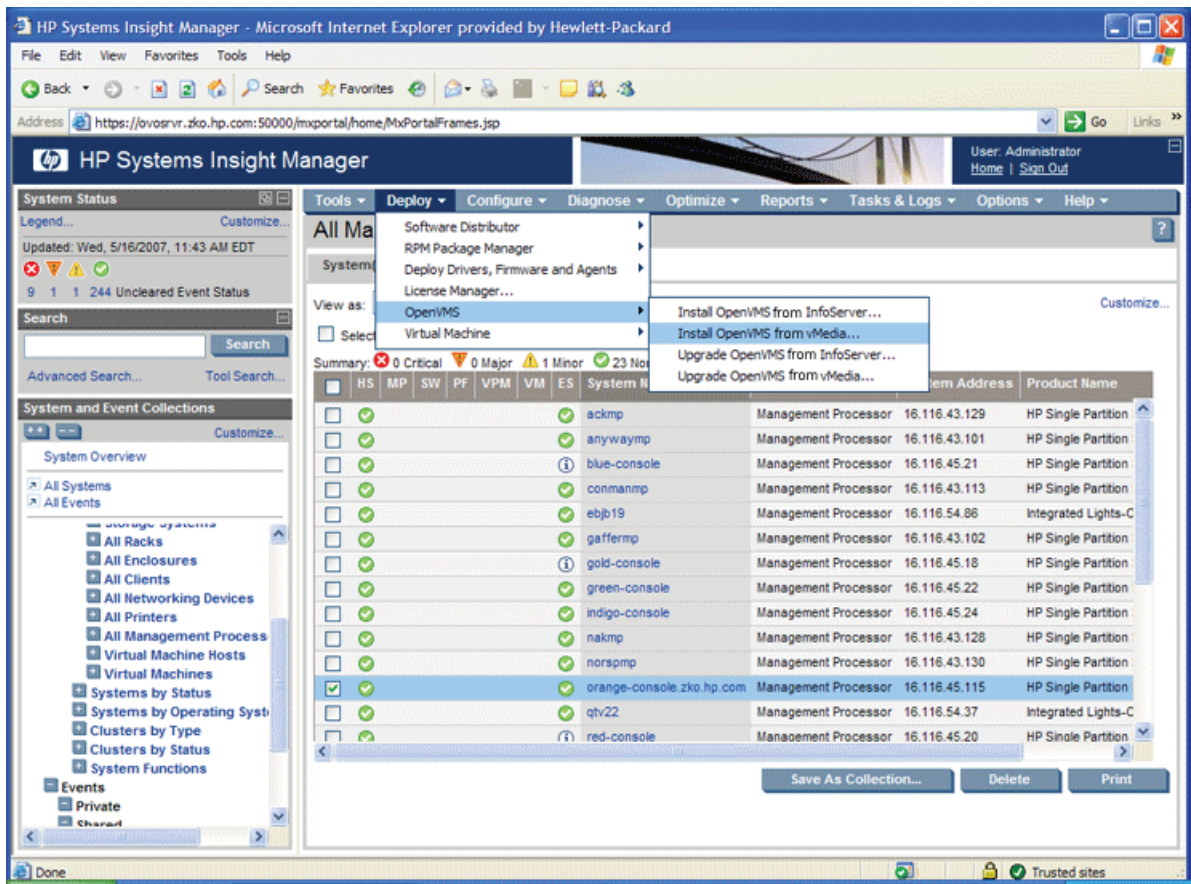 HP Systems Insight Manager - Microsoft Internet Explorer provided by Hewlett-Packard
File Edit View Favorites Tools Help
Back Search Favorites
Address https://ovosrvr.zko.hp.com:50000/mxportal/home/MxPortalFrames.jsp Go Links »
hp HP Systems Insight Manager
User: Administrator
Home | Sign Out
System Status
Legend... Customize...
Updated: Wed, 5/16/2007, 11:43 AM EDT
9 1 1 244 Uncleared Event Status
Search
Search
Advanced Search... Tool Search...
System and Event Collections
Customize...
System Overview
All Systems
All Events
Storage Systems
All Racks
All Enclosures
All Clients
All Networking Devices
All Printers
All Management Process
Virtual Machine Hosts
Virtual Machines
Systems by Status
Systems by Operating Syst
Clusters by Type
Clusters by Status
System Functions
Events
Private
Shared
Tools Deploy Configure Diagnose Optimize Reports Tasks & Logs Options Help
All Ma ?
System(
View as: Customize...
Select
Software Distributor
RPM Package Manager
Deploy Drivers, Firmware and Agents
License Manager...
OpenVMS
Virtual Machine
Install OpenVMS from InfoServer...
Install OpenVMS from vMedia...
Upgrade OpenVMS from InfoServer...
Upgrade OpenVMS from vMedia...
Summary: 0 Critical 0 Major 1 Minor 23 Nor
HS MP SW PF VPM VM ES System N tem Address Product Name
ackmp Management Processor 16.116.43.129 HP Single Partition
anywaymp Management Processor 16.116.43.101 HP Single Partition
blue-console Management Processor 16.116.45.21 HP Single Partition
conmanmp Management Processor 16.116.43.113 HP Single Partition
ebjb19 Management Processor 16.116.54.86 Integrated Lights-C
gaffermp Management Processor 16.116.43.102 HP Single Partition
gold-console Management Processor 16.116.45.18 HP Single Partition
green-console Management Processor 16.116.45.22 HP Single Partition
indigo-console Management Processor 16.116.45.24 HP Single Partition
nakmp Management Processor 16.116.43.128 HP Single Partition
norspmp Management Processor 16.116.43.130 HP Single Partition
orange-console.zko.hp.com Management Processor 16.116.45.115 HP Single Partition
qtv22 Management Processor 16.116.54.37 Integrated Lights-C
red-console Management Processor 16.116.45.20 HP Single Partition
Save As Collection... Delete Print
Done Trusted sites